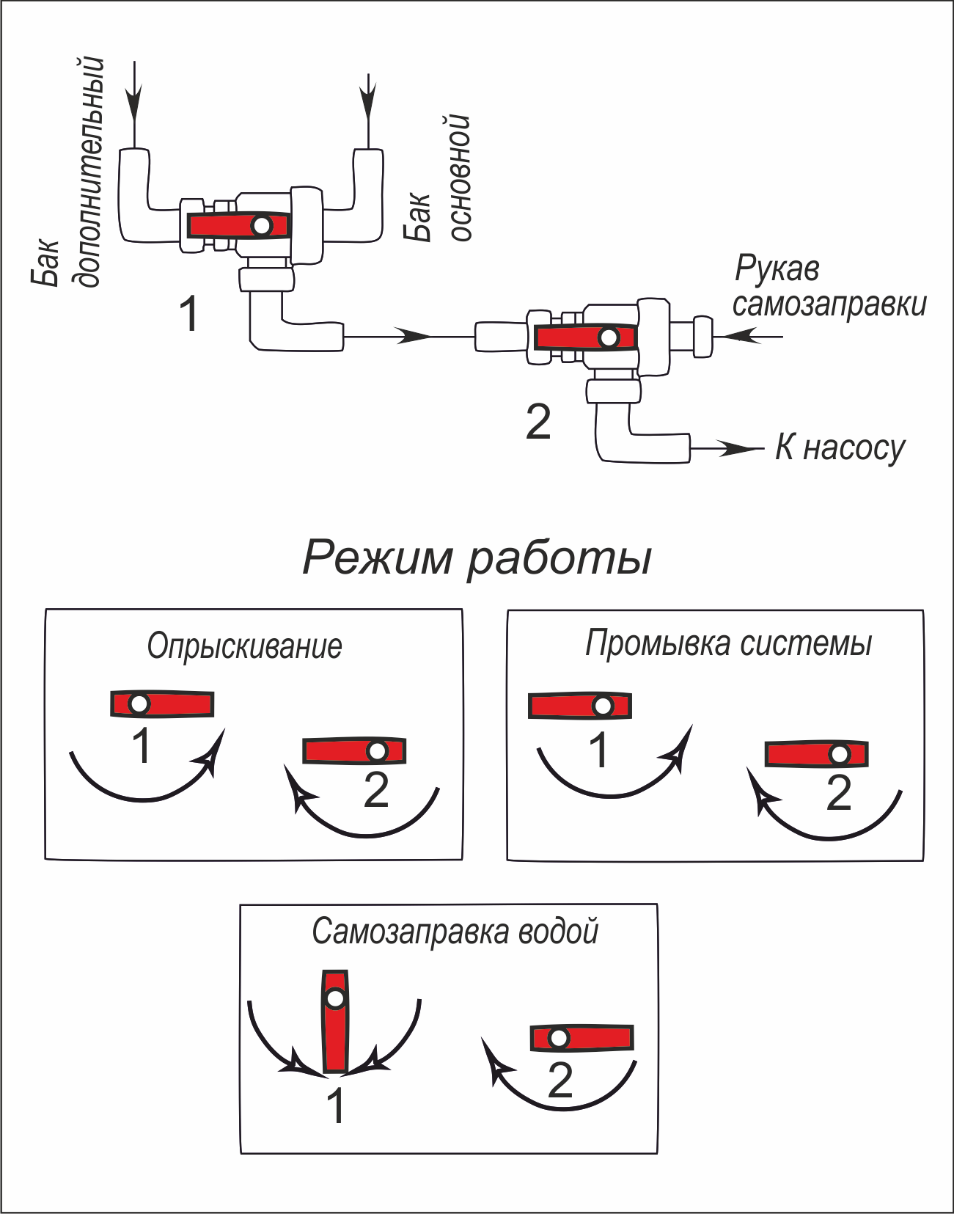 Бак
дополнительный
Бак
основной
1
Рукав
самозаправки
2
К насосу
Режим работы
Опрыскивание
1
2
Промывка системы
1
2
Самозаправка водой
1
2